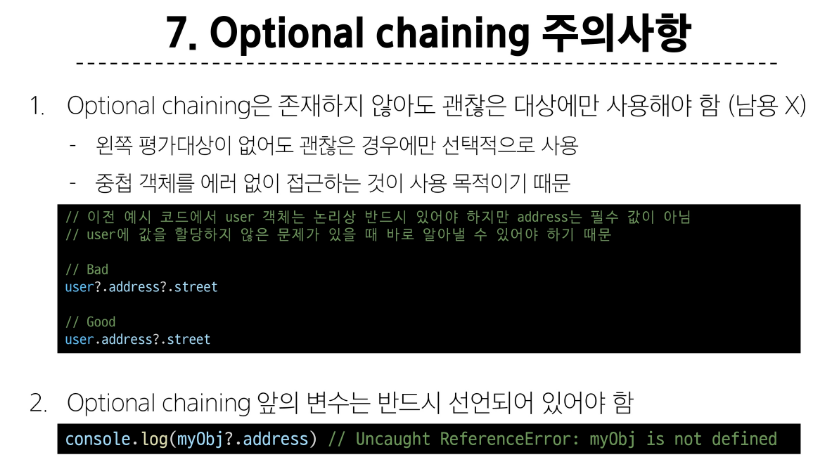 7. Optional chaining 주의사항
1. Optional chaining은 존재하지 않아도 괜찮은 대상에만 사용해야 함 (남용 X)
- 왼쪽 평가대상이 없어도 괜찮은 경우에만 선택적으로 사용
- 중첩 객체를 에러 없이 접근하는 것이 사용 목적이기 때문
// 이전 예시 코드에서 user 객체는 논리상 반드시 있어야 하지만 address는 필수 값이 아님
// user에 값을 할당하지 않은 문제가 있을 때 바로 알아낼 수 있어야 하기 때문
// Bad
user?.address?.street
// Good
user.address?.street
2. Optional chaining 앞의 변수는 반드시 선언되어 있어야 함
console.log(myObj?.address) // Uncaught ReferenceError: myObj is not defined